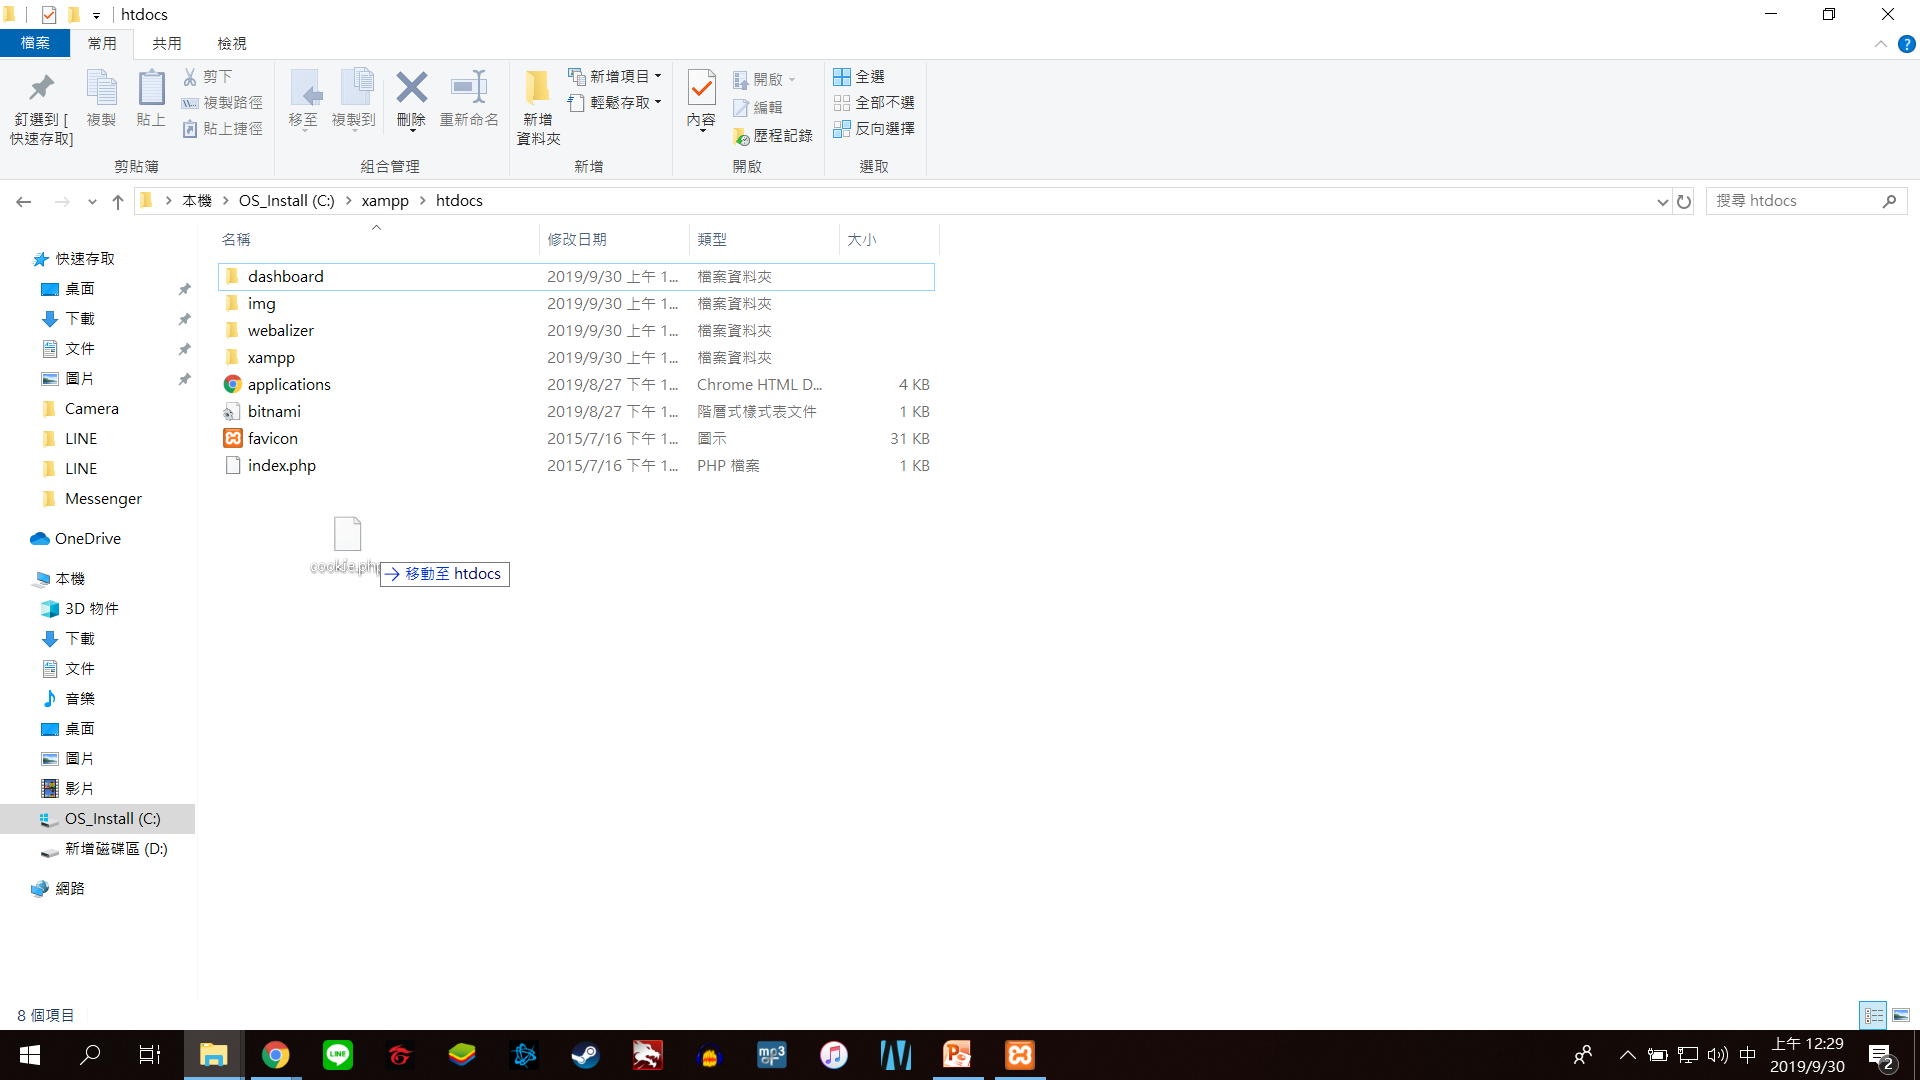 htdocs
檔案
常用
共用
檢視
釘選到 [
快速存取]
複製
貼上
剪下
複製路徑
貼上捷徑
剪貼簿
移至
複製到
刪除
重新命名
組合管理
新增
資料夾
新增項目
輕鬆存取
新增
內容
開啟
編輯
歷程記錄
開啟
全選
全部不選
反向選擇
選取
本機 > OS_Install (C:) > xampp > htdocs
搜尋 htdocs
名稱 修改日期 類型 大小
dashboard 2019/9/30 上午 1... 檔案資料夾
img 2019/9/30 上午 1... 檔案資料夾
webalizer 2019/9/30 上午 1... 檔案資料夾
xampp 2019/9/30 上午 1... 檔案資料夾
applications 2019/8/27 下午 1... Chrome HTML D... 4 KB
bitnami 2019/8/27 下午 1... 階層式樣式表文件 1 KB
favicon 2015/7/16 下午 1... 圖示 31 KB
index.php 2015/7/16 下午 1... PHP 檔案 1 KB
cookie.php
移動至 htdocs
快速存取
桌面
下載
文件
圖片
Camera
LINE
LINE
Messenger
OneDrive
本機
3D 物件
下載
文件
音樂
桌面
圖片
影片
OS_Install (C:)
新增磁碟區 (D:)
網路
8 個項目
LINE
mp3
中
上午 12:29
2019/9/30
2